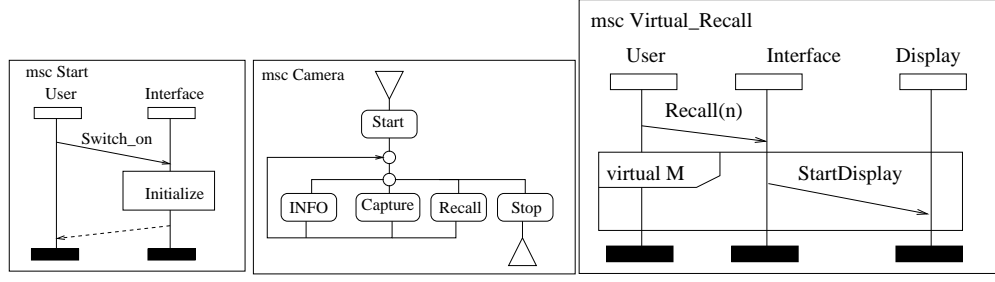 msc Start
User Interface
Switch_on
Initialize
msc Camera
Start
INFO Capture Recall Stop
msc Virtual_Recall
User Interface Display
Recall(n)
virtual M StartDisplay